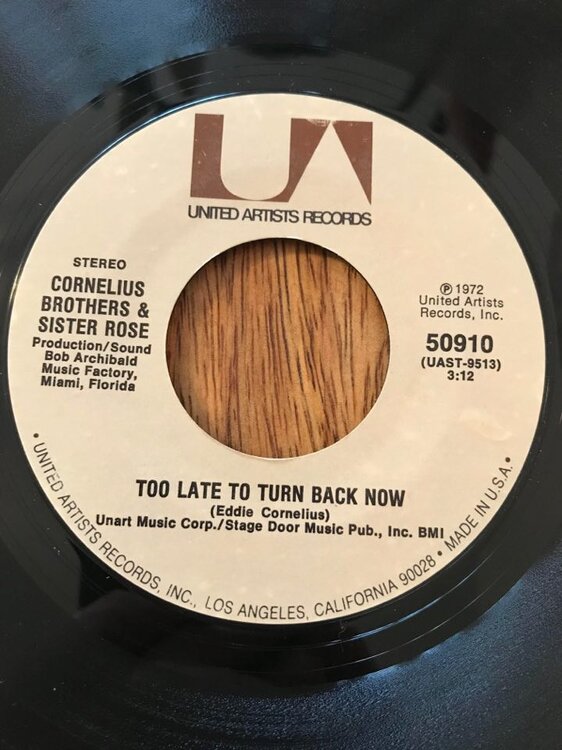 UA
UNITED ARTISTS RECORDS
STEREO
CORNELIUS
BROTHERS &
SISTER ROSE
Production/Sound
Bob Archibald
Music Factory,
Miami, Florida
℗ 1972
United Artists
Records, Inc.
50910
(UAST-9513)
3:12
TOO LATE TO TURN BACK NOW
(Eddie Cornelius)
Unart Music Corp./Stage Door Music Pub., Inc. BMI
• UNITED ARTISTS RECORDS, INC., LOS ANGELES, CALIFORNIA 90028 • MADE IN U.S.A. •